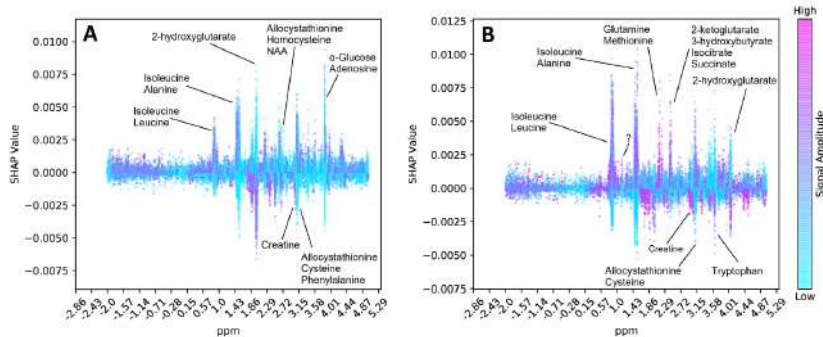 A
2-hydroxyglutarate
Allocystathionine
Homocysteine
NAA
α-Glucose
Adenosine
Isoleucine
Alanine
Isoleucine
Leucine
Creatine
Allocystathionine
Cysteine
Phenylalanine
SHAP Value
0.0100
0.0075
0.0050
0.0025
0.0000
-0.0025
-0.0050
-0.0075
-2.86
-2.43
-2.0
-1.57
-1.14
-0.71
-0.28
0.15
0.57
1.0
1.43
1.86
2.29
2.72
3.15
3.58
4.01
4.44
4.87
5.29
ppm
B
Glutamine
Methionine
2-ketoglutarate
3-hydroxybutyrate
Isocitrate
Succinate
Isoleucine
Alanine
2-hydroxyglutarate
Isoleucine
Leucine
?
Creatine
Allocystathionine
Cysteine
Tryptophan
SHAP Value
0.0125
0.0100
0.0075
0.0050
0.0025
0.0000
-0.0025
-0.0050
-0.0075
-2.86
-2.43
-2.0
-1.57
-1.14
-0.71
-0.28
0.15
0.57
1.0
1.43
1.86
2.29
2.72
3.15
3.58
4.01
4.44
4.87
5.29
ppm
High
Signal Amplitude
Low